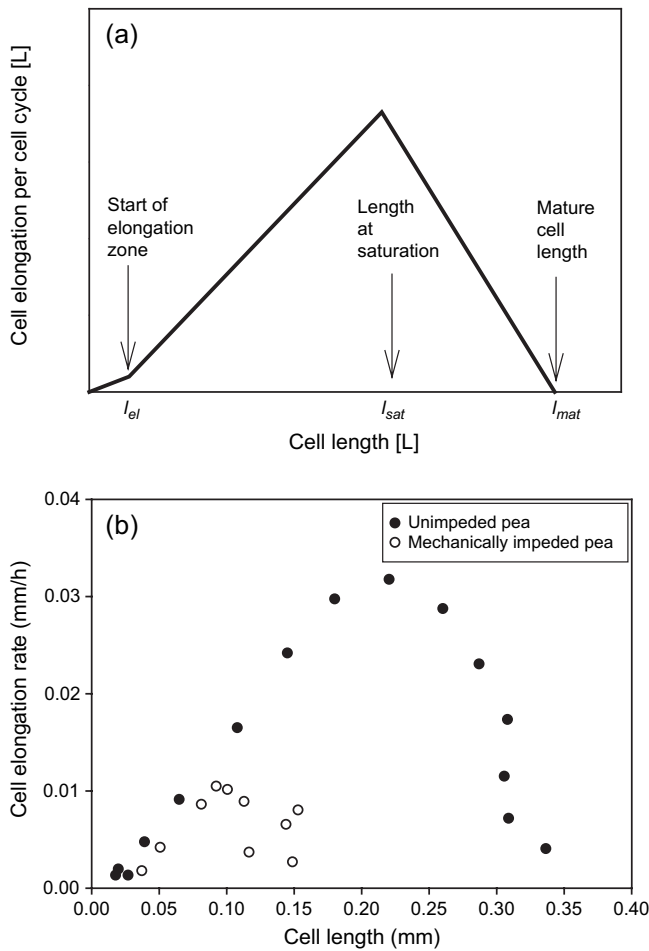 (a)
Cell elongation per cell cycle [L]
Start of
elongation
zone
Length
at
saturation
Mature
cell
length
l_el
l_sat
l_mat
Cell length [L]
(b)
Unimpeded pea
Mechanically impeded pea
Cell elongation rate (mm/h)
0.04
0.03
0.02
0.01
0.00
0.00 0.05 0.10 0.15 0.20 0.25 0.30 0.35 0.40
Cell length (mm)